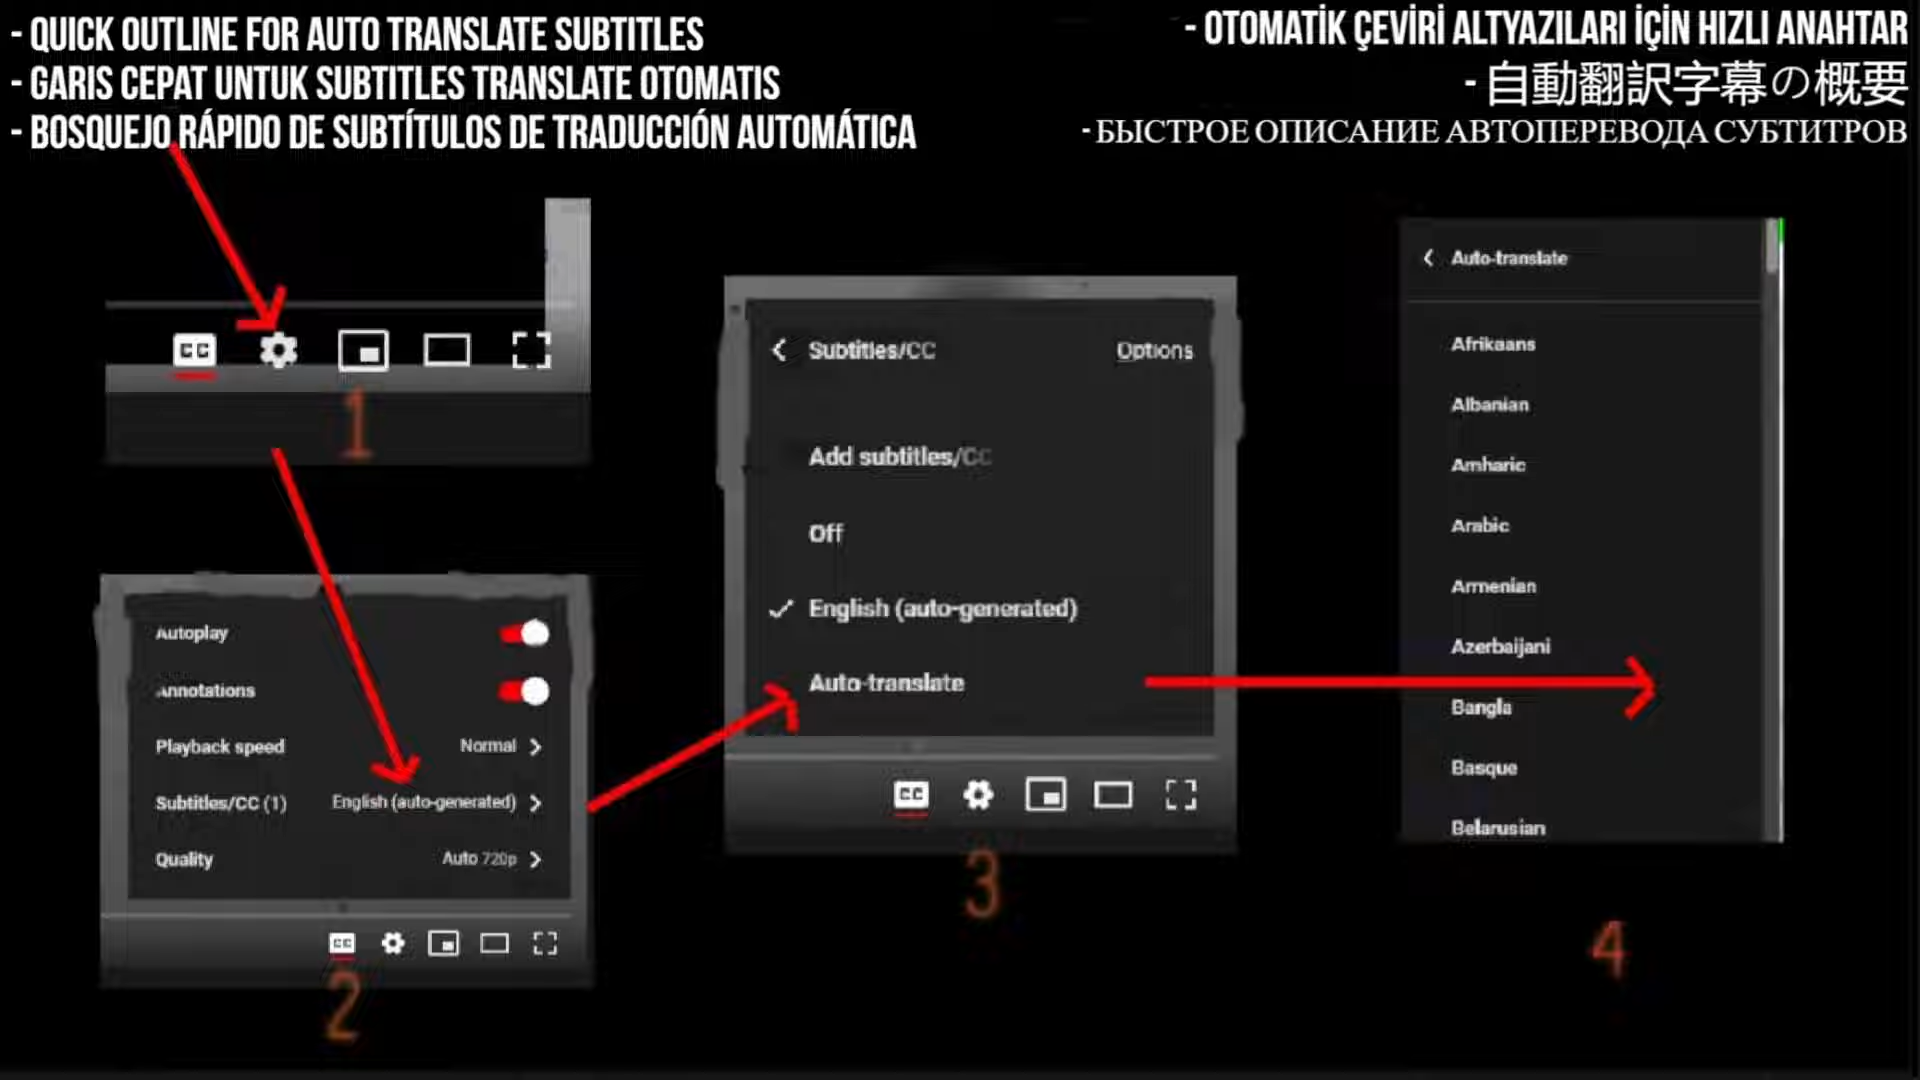 - QUICK OUTLINE FOR AUTO TRANSLATE SUBTITLES
- GARIS CEPAT UNTUK SUBTITLES TRANSLATE OTOMATIS
- BOSQUEJO RÁPIDO DE SUBTÍTULOS DE TRADUCCIÓN AUTOMÁTICA
- OTOMATİK ÇEVİRİ ALTYAZILARI İÇİN HIZLI ANAHTAR
- 自動翻訳字幕の概要
- БЫСТРОЕ ОПИСАНИЕ АВТОПЕРЕВОДА СУБТИТРОВ
CC
1
Autoplay
Annotations
Playback speed Normal
Subtitles/CC (1) English (auto-generated)
Quality Auto 720p
CC
2
Subtitles/CC Options
Add subtitles/CC
Off
English (auto-generated)
Auto-translate
CC
3
Auto-translate
Afrikaans
Albanian
Amharic
Arabic
Armenian
Azerbaijani
Bangla
Basque
Belarusian
4